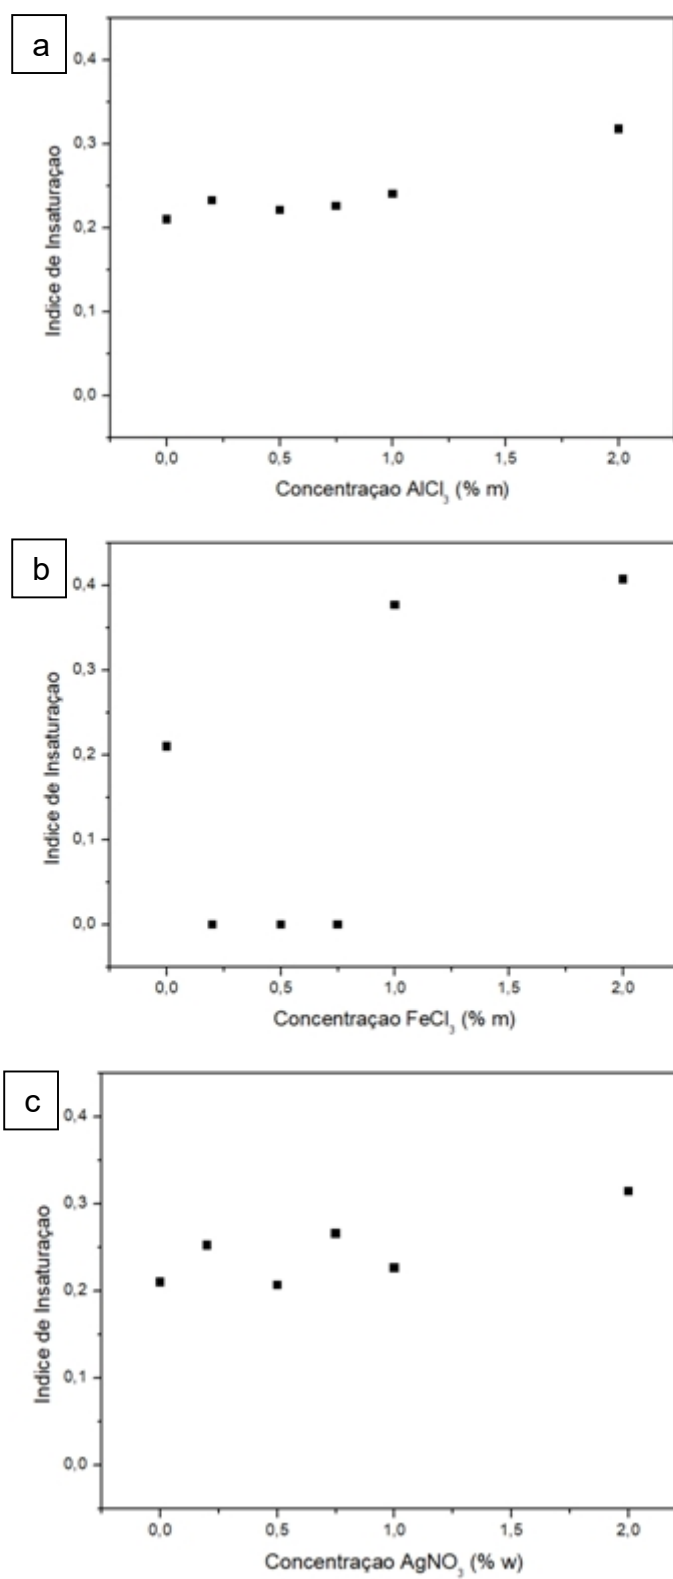 a
0,4
0,3
0,2
0,1
0,0
Indice de Insaturaçao
0,0 0,5 1,0 1,5 2,0
Concentraçao AlCl₃ (% m)
b
0,4
0,3
0,2
0,1
0,0
Indice de Insaturaçao
0,0 0,5 1,0 1,5 2,0
Concentraçao FeCl₃ (% m)
c
0,4
0,3
0,2
0,1
0,0
Indice de Insaturaçao
0,0 0,5 1,0 1,5 2,0
Concentraçao AgNO₃ (% w)